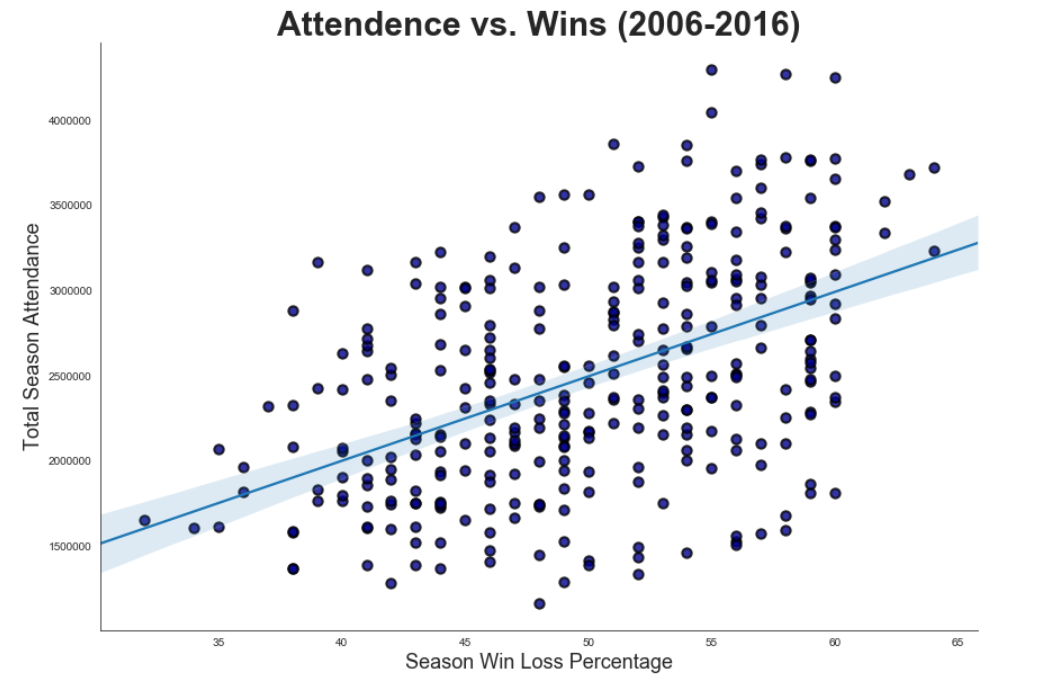 Attendence vs. Wins (2006-2016)
Total Season Attendance
4000000
3500000
3000000
2500000
2000000
1500000
35 40 45 50 55 60 65
Season Win Loss Percentage